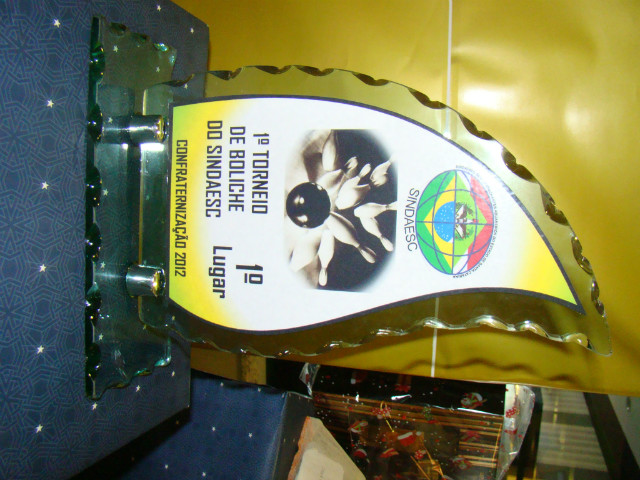 SINDAESC
1º TORNEIO
DE BOLICHE
DO SINDAESC
1º
Lugar
CONFRATERNIZAÇÃO 2012